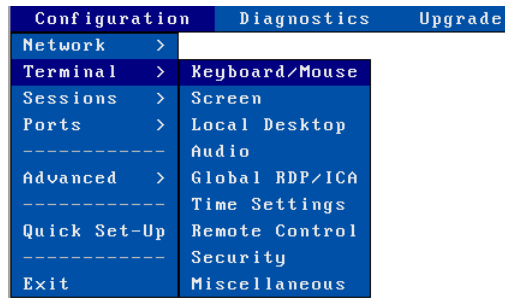 Configuration Diagnostics Upgrade
Network >
Terminal > Keyboard/Mouse
Sessions > Screen
Ports > Local Desktop
------------ Audio
Advanced > Global RDP/ICA
------------ Time Settings
Quick Set-Up Remote Control
------------ Security
Exit Miscellaneous